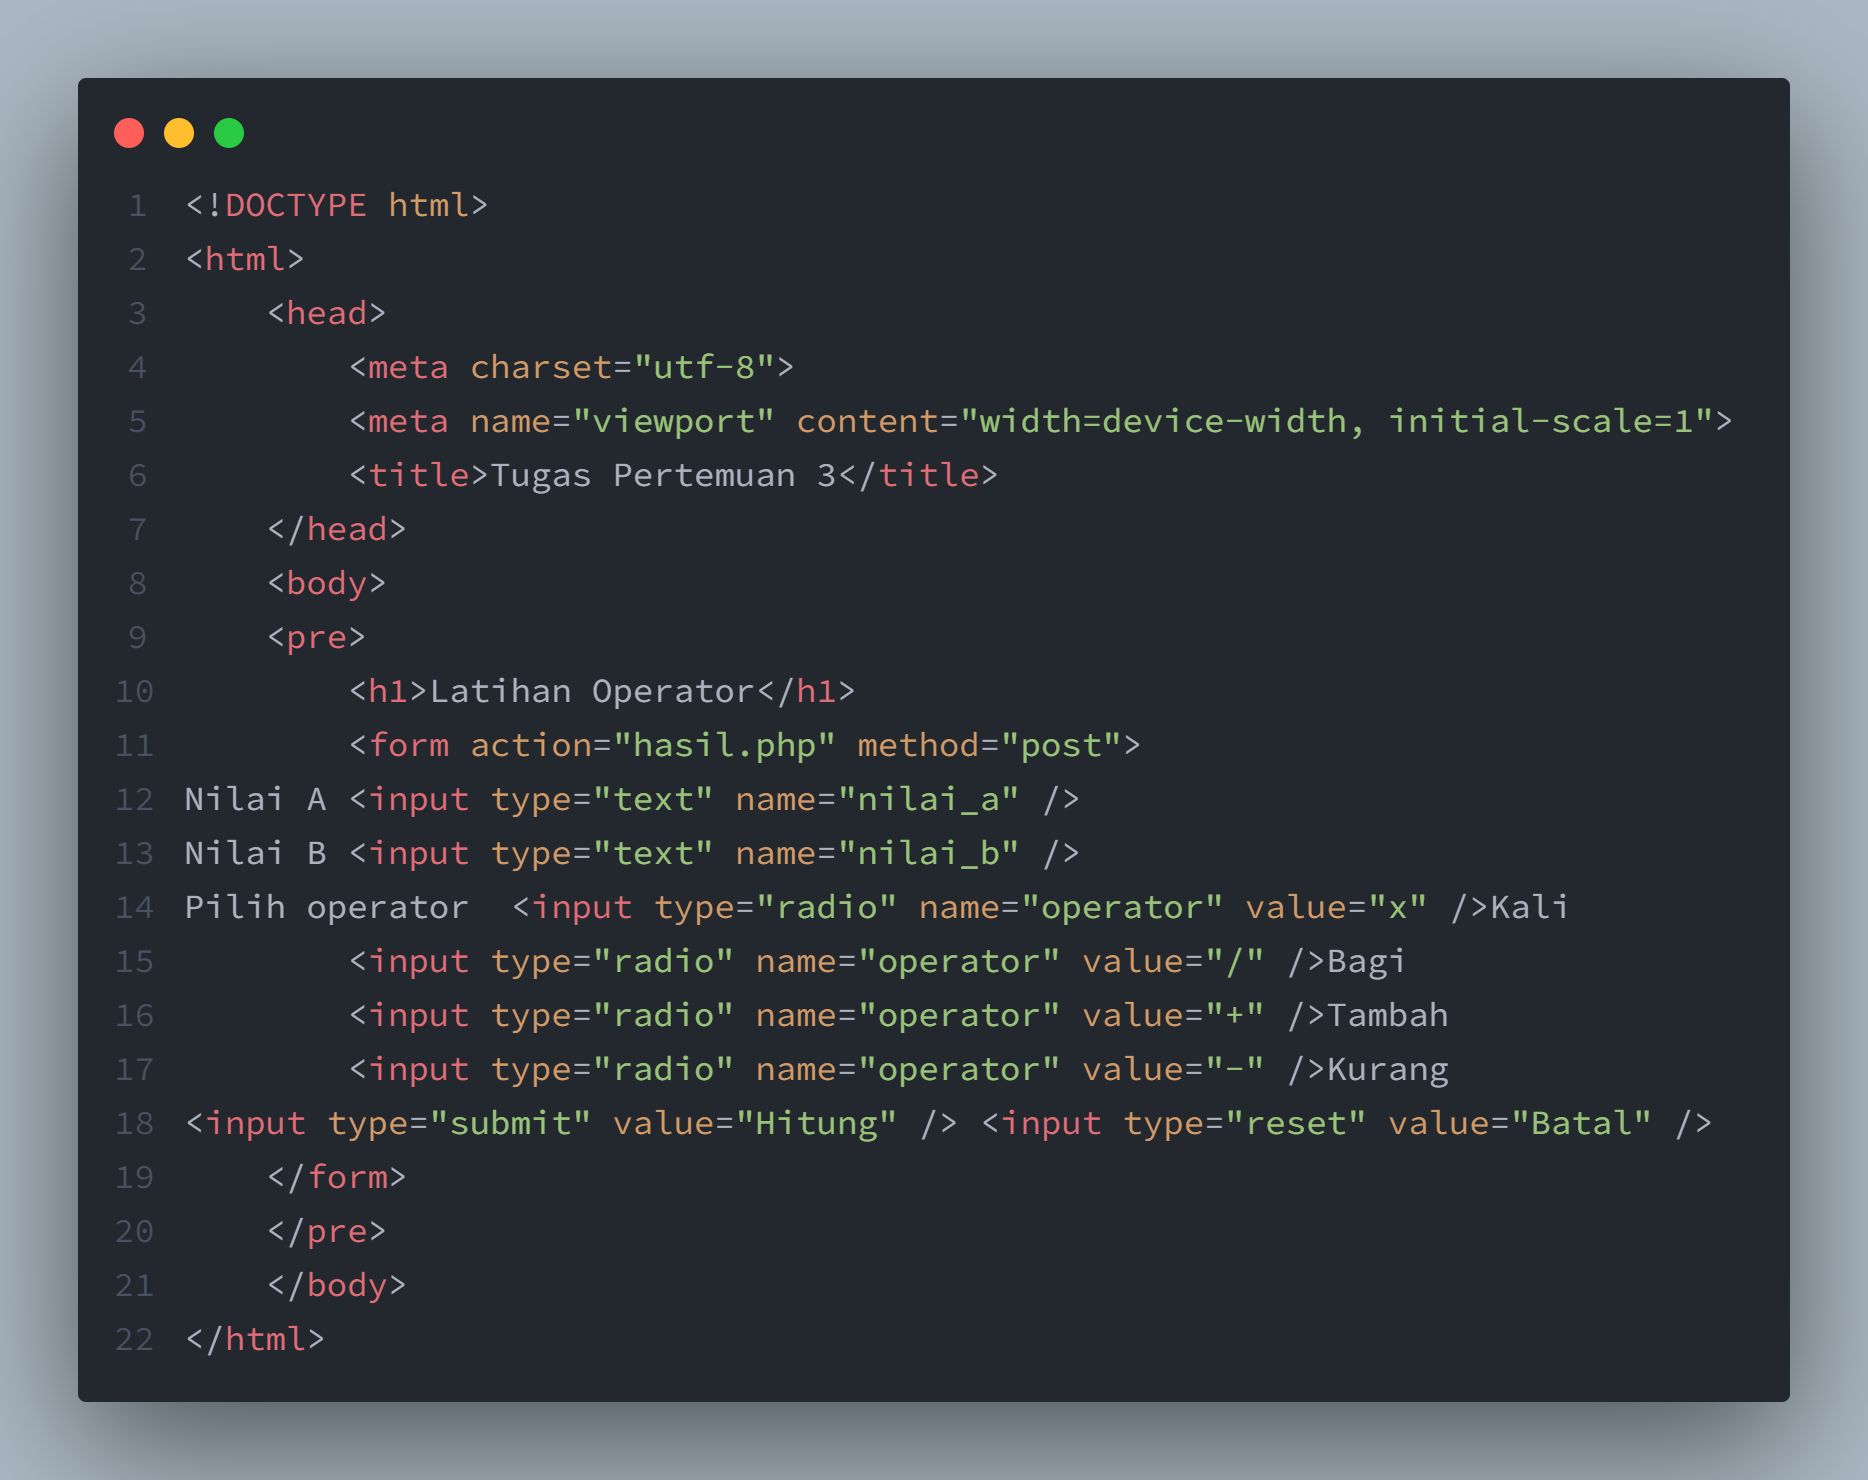 1 <!DOCTYPE html>
2 <html>
3     <head>
4         <meta charset="utf-8">
5         <meta name="viewport" content="width=device-width, initial-scale=1">
6         <title>Tugas Pertemuan 3</title>
7     </head>
8     <body>
9     <pre>
10         <h1>Latihan Operator</h1>
11         <form action="hasil.php" method="post">
12 Nilai A <input type="text" name="nilai_a" />
13 Nilai B <input type="text" name="nilai_b" />
14 Pilih operator  <input type="radio" name="operator" value="x" />Kali
15         <input type="radio" name="operator" value="/" />Bagi
16         <input type="radio" name="operator" value="+" />Tambah
17         <input type="radio" name="operator" value="-" />Kurang
18 <input type="submit" value="Hitung" /> <input type="reset" value="Batal" />
19     </form>
20     </pre>
21     </body>
22 </html>